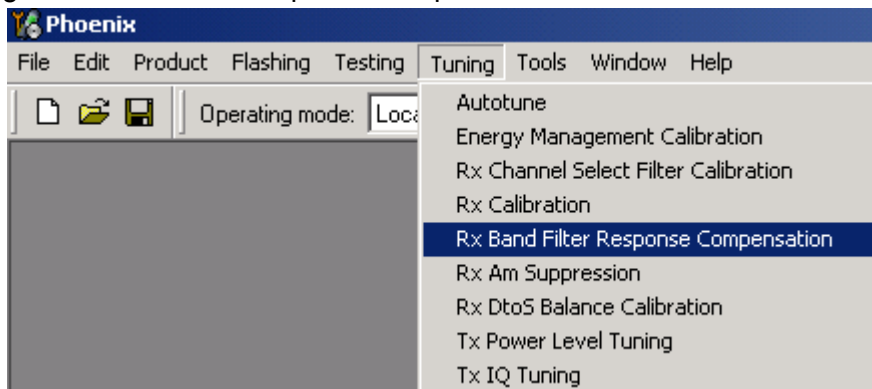 Phoenix
File Edit Product Flashing Testing Tuning Tools Window Help
Operating mode: Loca
Autotune
Energy Management Calibration
Rx Channel Select Filter Calibration
Rx Calibration
Rx Band Filter Response Compensation
Rx Am Suppression
Rx DtoS Balance Calibration
Tx Power Level Tuning
Tx IQ Tuning